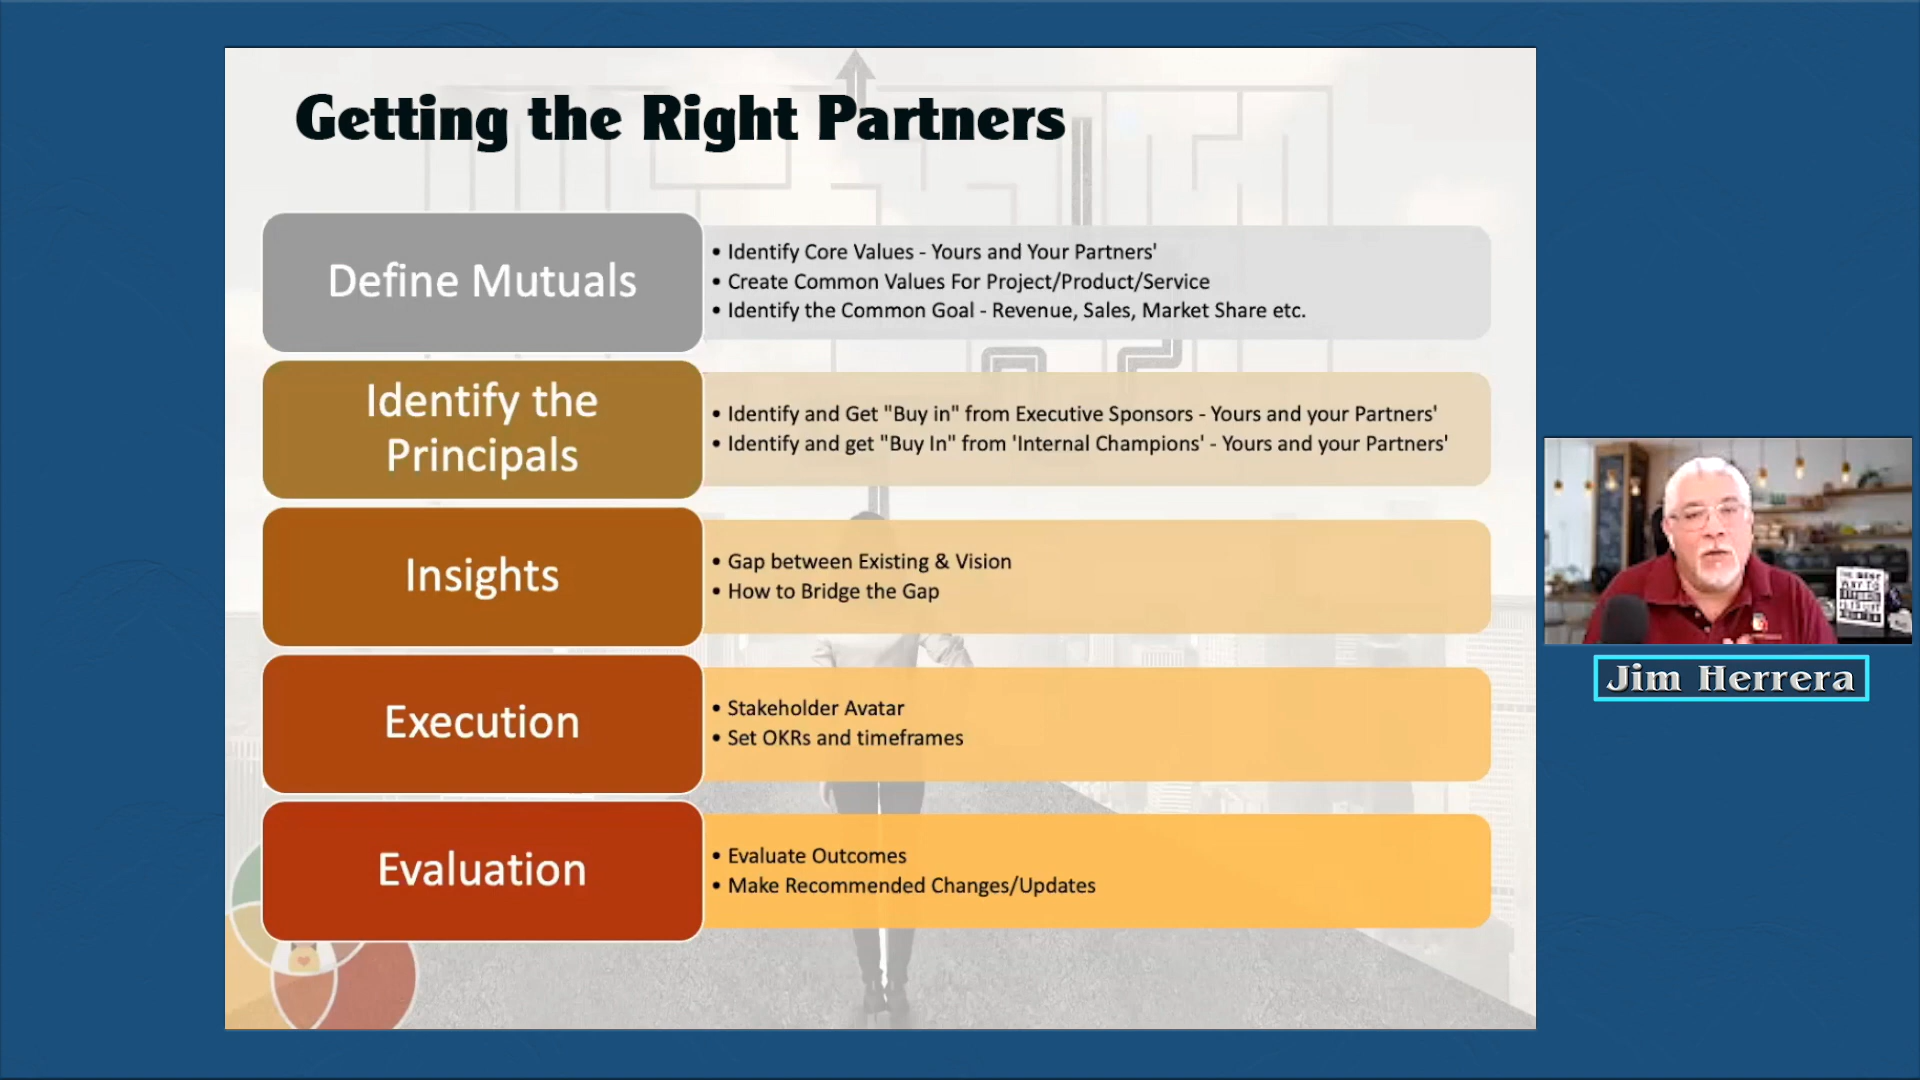 Getting the Right Partners
Define Mutuals
• Identify Core Values - Yours and Your Partners'
• Create Common Values For Project/Product/Service
• Identify the Common Goal - Revenue, Sales, Market Share etc.
Identify the
Principals
• Identify and Get "Buy in" from Executive Sponsors - Yours and your Partners'
• Identify and get "Buy In" from 'Internal Champions' - Yours and your Partners'
Insights
• Gap between Existing & Vision
• How to Bridge the Gap
Execution
• Stakeholder Avatar
• Set OKRs and timeframes
Evaluation
• Evaluate Outcomes
• Make Recommended Changes/Updates
THE BEST
WAY TO
Jim Herrera